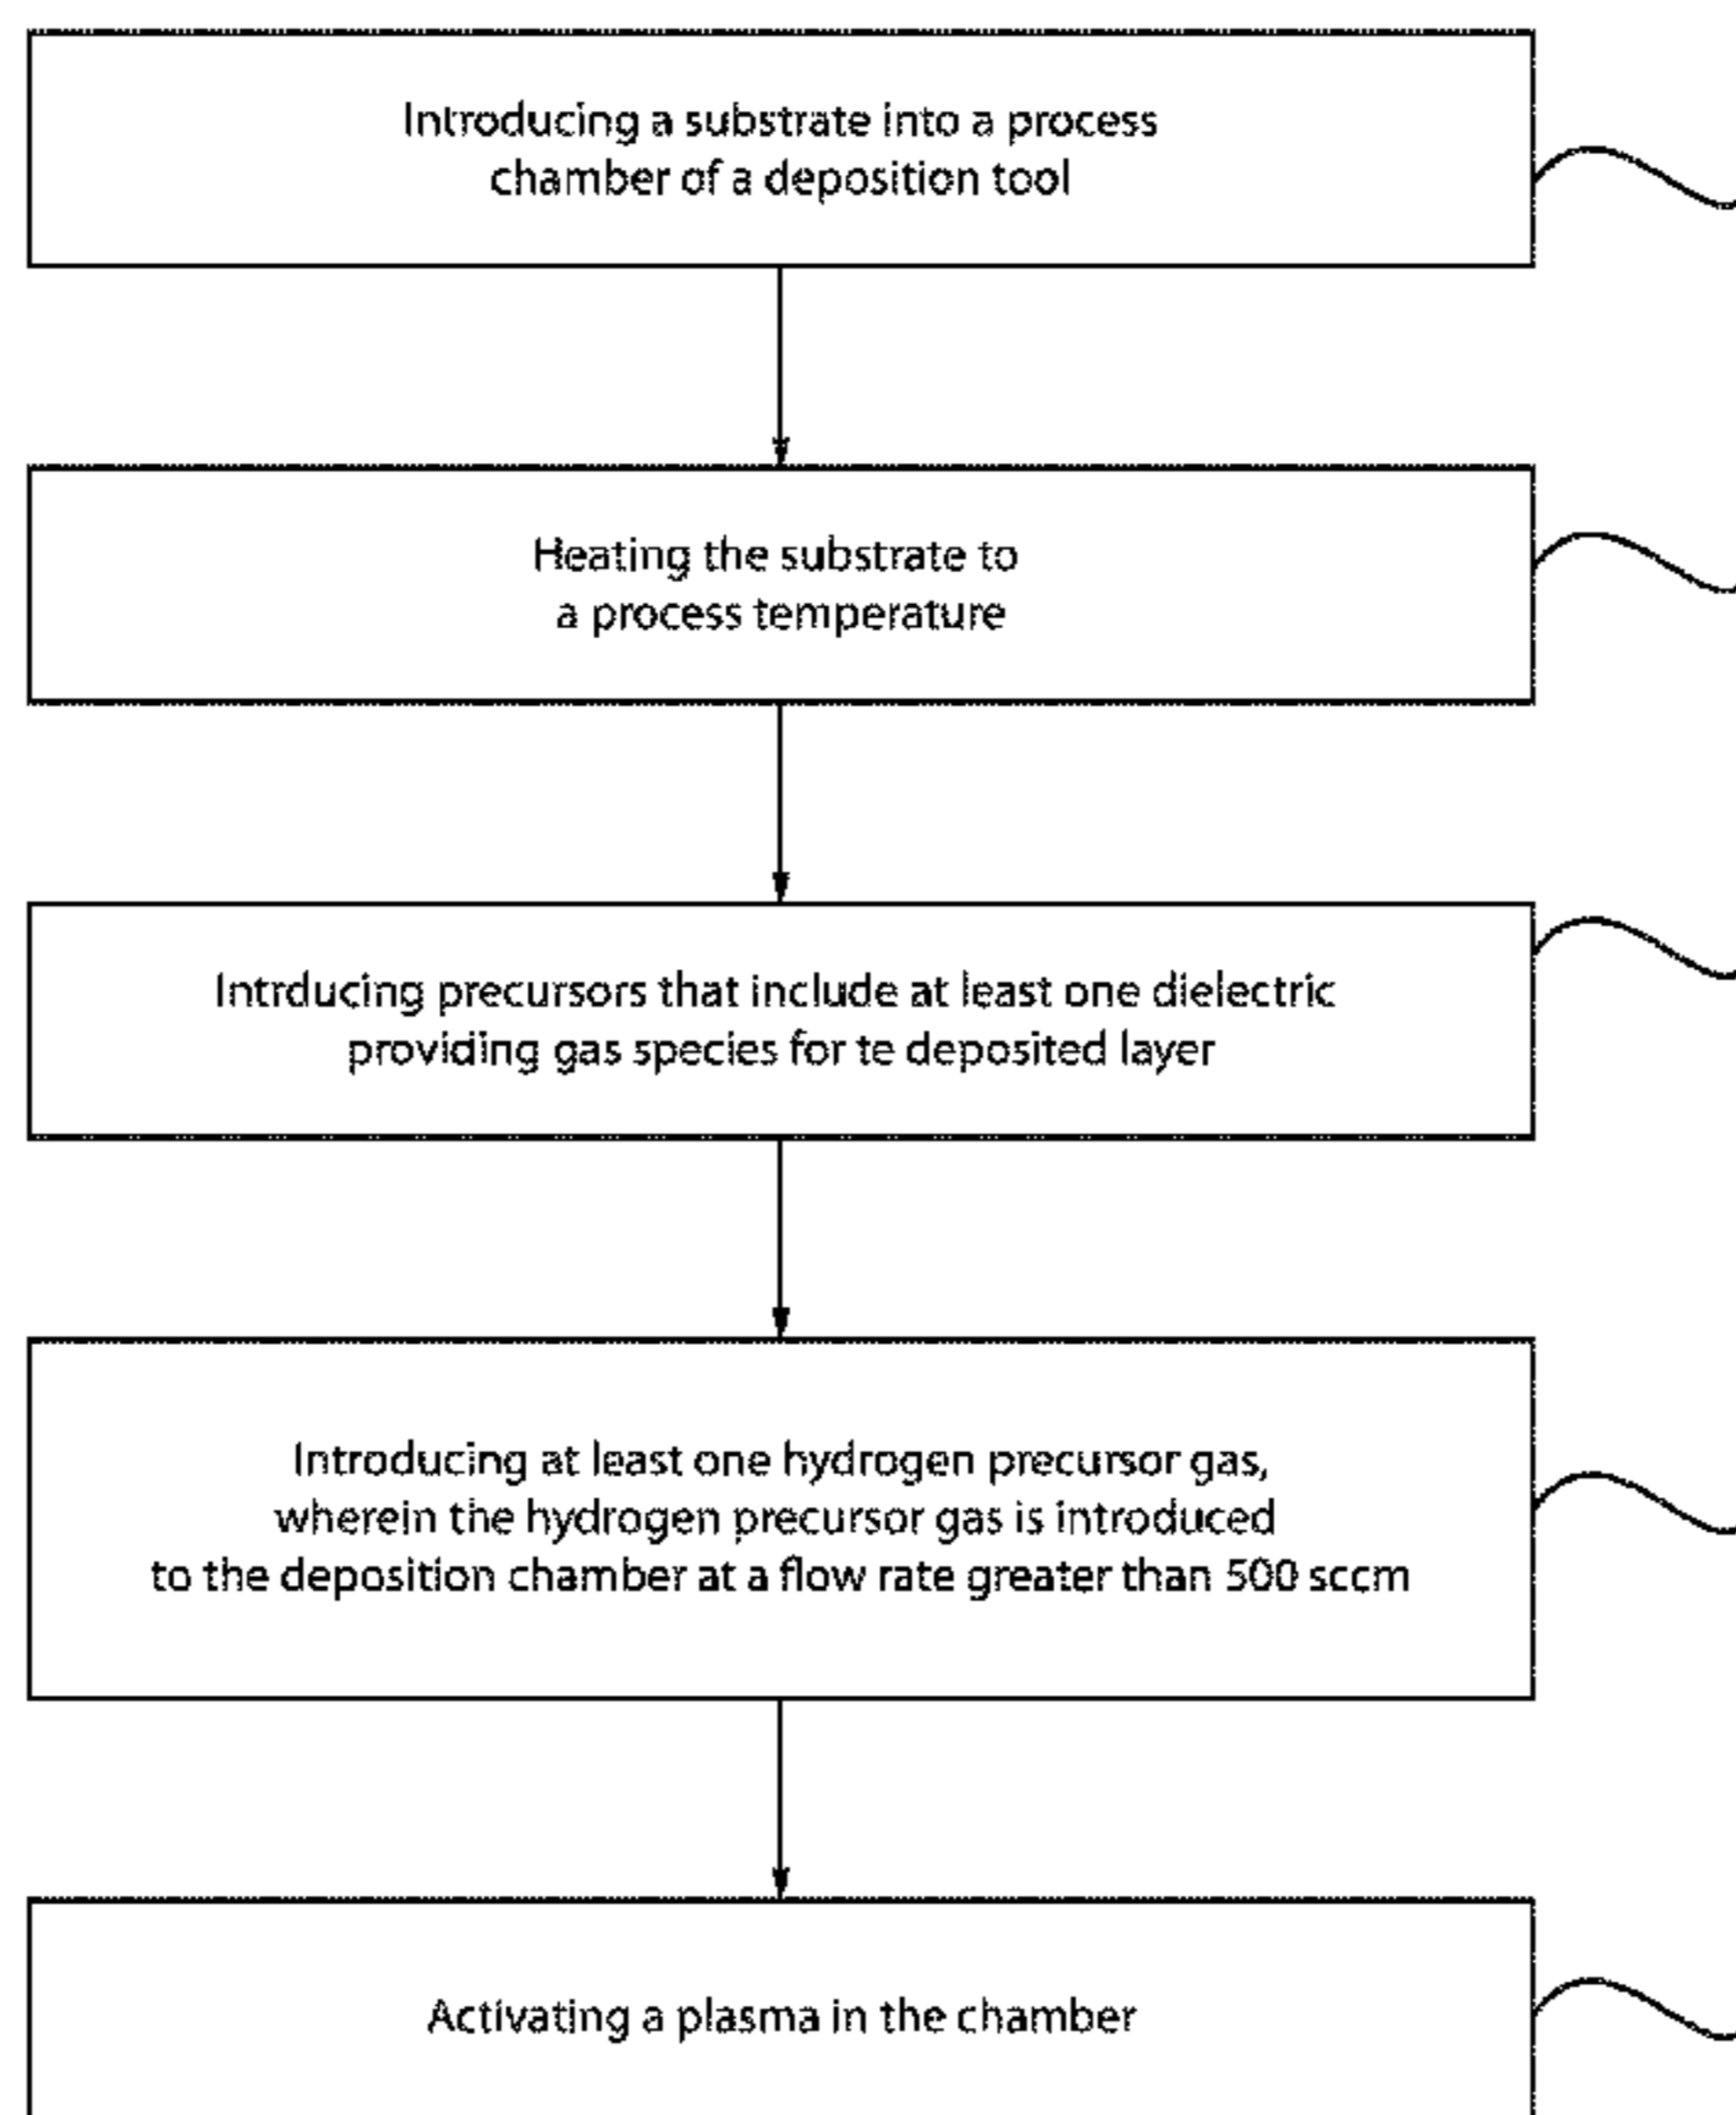 Introducing a substrate into a process
chamber of a deposition tool
Heating the substrate to
a process temperature
Intrducing precursors that include at least one dielectric
providing gas species for te deposited layer
Introducing at least one hydrogen precursor gas,
wherein the hydrogen precursor gas is introduced
to the deposition chamber at a flow rate greater than 500 sccm
Activating a plasma in the chamber